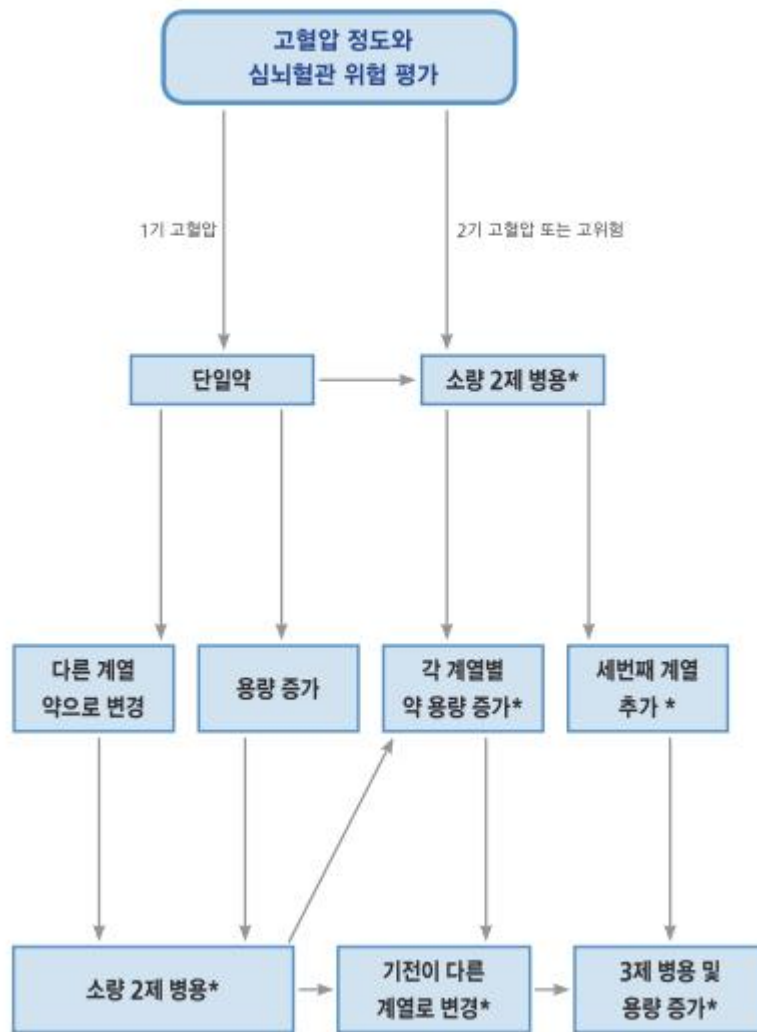 고혈압 정도와
심뇌혈관 위험 평가
1기 고혈압
2기 고혈압 또는 고위험
단일약
소량 2제 병용*
다른 계열
약으로 변경
용량 증가
각 계열별
약 용량 증가*
세번째 계열
추가 *
소량 2제 병용*
기전이 다른
계열로 변경*
3제 병용 및
용량 증가*